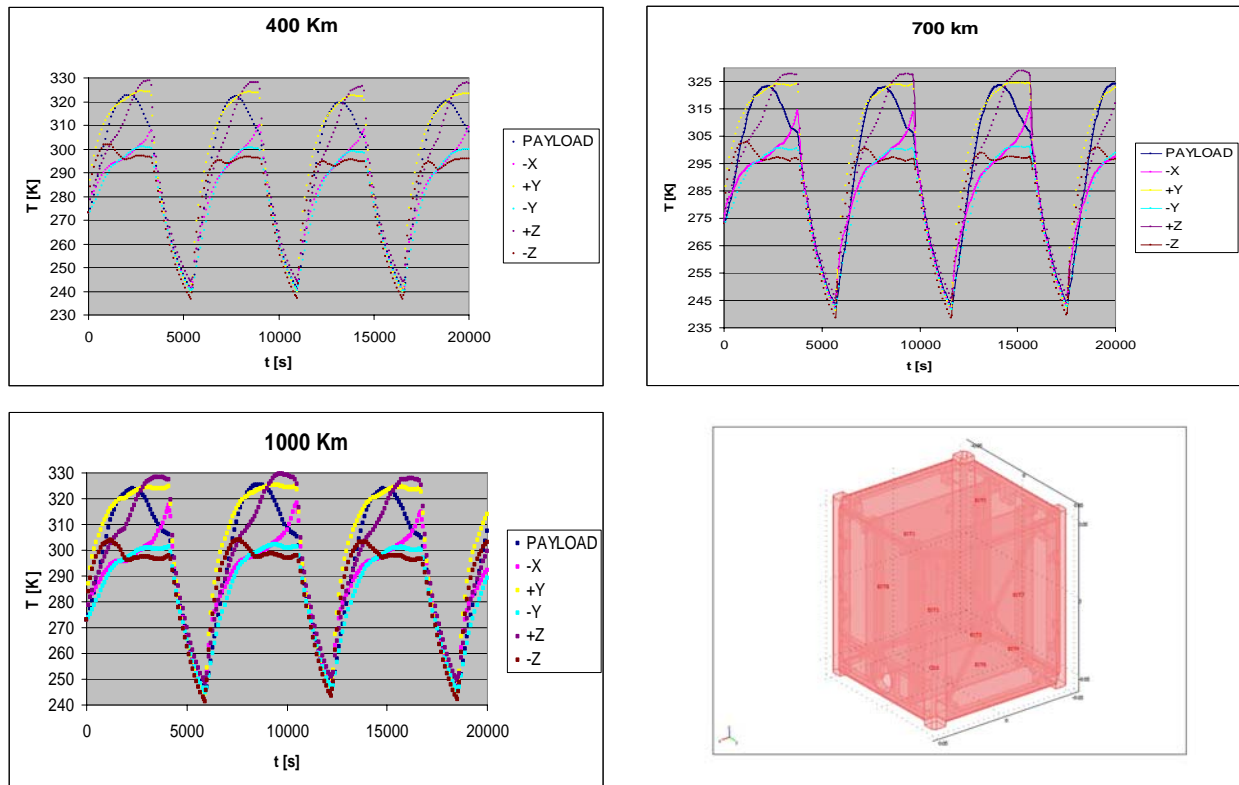 400 Km
T [K]
330
320
310
300
290
280
270
260
250
240
230
0 5000 10000 15000 20000
t [s]
PAYLOAD
-X
+Y
-Y
+Z
-Z
700 km
T [K]
325
315
305
295
285
275
265
255
245
235
0 5000 10000 15000 20000
t [s]
PAYLOAD
-X
+Y
-Y
+Z
-Z
1000 Km
T [K]
330
320
310
300
290
280
270
260
250
240
0 5000 10000 15000 20000
t [s]
PAYLOAD
-X
+Y
-Y
+Z
-Z